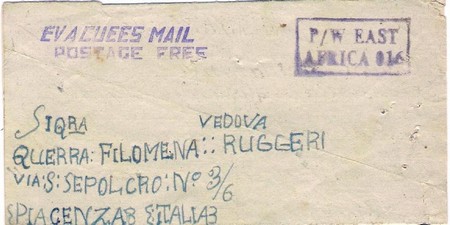 EVACUEES MAIL
POSTAGE FREE
P/W EAST
AFRICA 016
SIGRA VEDOVA
QUERRA: FILOMENA:: RUGGERI
VIA: S: SEPOLCRO: Nº 3/6
{PIACENZA} {ITALIA}